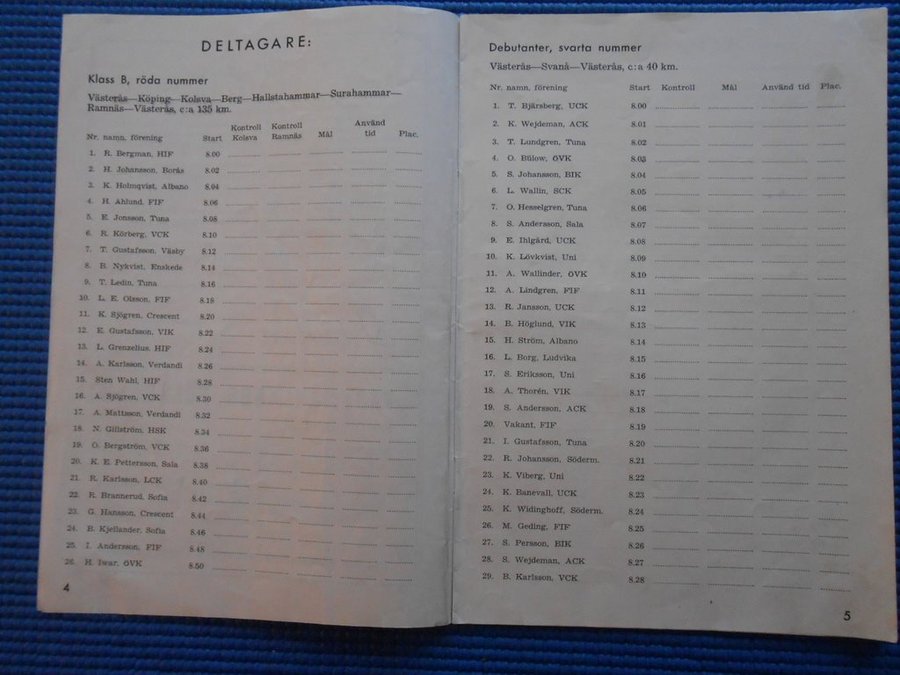 DELTAGARE:
Klass B, röda nummer
Västerås—Köping—Kolsva—Berg—Hallstahammar—Surahammar—
Ramnäs—Västerås, c:a 135 km.
Nr. namn, förening Start Kontroll Kolsva Kontroll Ramnäs Mål Använd tid Plac.
1. R. Bergman, HIF 8.00
2. H. Johansson, Borås 8.02
3. K. Holmqvist, Albano 8.04
4. H. Ahlund, FIF 8.06
5. E. Jonsson, Tuna 8.08
6. R. Körberg, VCK 8.10
7. T. Gustafsson, Väsby 8.12
8. B. Nykvist, Enskede 8.14
9. T. Ledin, Tuna 8.16
10. L. E. Olsson, FIF 8.18
11. K. Sjögren, Crescent 8.20
12. E. Gustafsson, VIK 8.22
13. L. Grenzelius, HIF 8.24
14. A. Karlsson, Verdandi 8.26
15. Sten Wahl, HIF 8.28
16. A. Sjögren, VCK 8.30
17. A. Mattsson, Verdandi 8.32
18. N. Gillström, HSK 8.34
19. O. Bergström, VCK 8.36
20. K. E. Pettersson, Sala 8.38
21. R. Karlsson, LCK 8.40
22. R. Brannerud, Sofia 8.42
23. G. Hansson, Crescent 8.44
24. B. Kjellander, Sofia 8.46
25. I. Andersson, FIF 8.48
26. H. Iwar, ÖVK 8.50
4
Debutanter, svarta nummer
Västerås—Svanå—Västerås, c:a 40 km.
Nr. namn, förening Start Kontroll Mål Använd tid Plac.
1. T. Bjärsberg, UCK 8.00
2. K. Wejdeman, ACK 8.01
3. T. Lundgren, Tuna 8.02
4. O. Bülow, ÖVK 8.03
5. S. Johansson, BIK 8.04
6. L. Wallin, SCK 8.05
7. O. Hesselgren, Tuna 8.06
8. S. Andersson, Sala 8.07
9. E. Ihlgård, UCK 8.08
10. K. Lövkvist, Uni 8.09
11. A. Wallinder, ÖVK 8.10
12. A. Lindgren, FIF 8.11
13. R. Jansson, UCK 8.12
14. B. Höglund, VIK 8.13
15. H. Ström, Albano 8.14
16. L. Borg, Ludvika 8.15
17. S. Eriksson, Uni 8.16
18. A. Thorén, VIK 8.17
19. S. Andersson, ACK 8.18
20. Vakant, FIF 8.19
21. I. Gustafsson, Tuna 8.20
22. R. Johansson, Söderm. 8.21
23. K. Viberg, Uni 8.22
24. K. Banevall, UCK 8.23
25. K. Widinghoff, Söderm. 8.24
26. M. Geding, FIF 8.25
27. S. Persson, BIK 8.26
28. S. Wejdeman, ACK 8.27
29. B. Karlsson, VCK 8.28
5